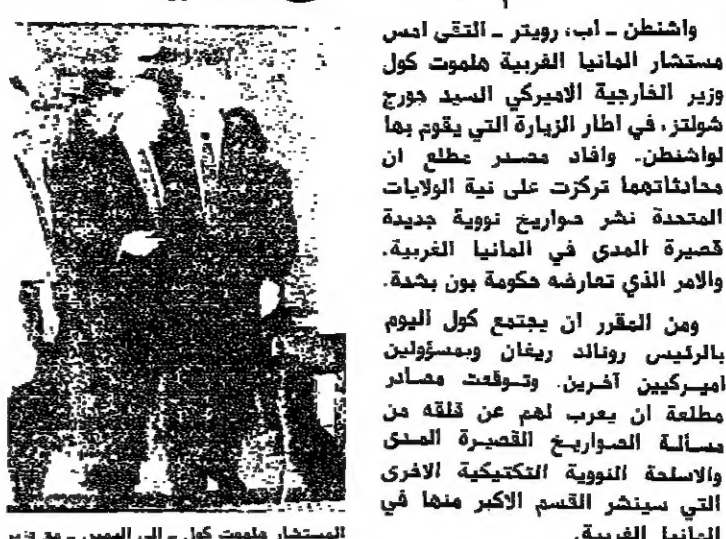 واشنطن - أب، رويتر - التقى امس
مستشار المانيا الغربية هلموت كول
وزير الخارجية الاميركي السيد جورج
شولتز، في اطار الزيارة التي يقوم بها
لواشنطن. وافاد مصدر مطلع ان
محادثاتهما تركزت على نية الولايات
المتحدة نشر صواريخ نووية جديدة
قصيرة المدى في المانيا الغربية،
والامر الذي تعارضه حكومة بون بشدة.
ومن المقرر ان يجتمع كول اليوم
بالرئيس رونالد ريغان وبمسؤولين
اميركيين آخرين. وتوقعت مصادر
مطلعة ان يعرب لهم عن قلقه من
مسألة الصواريخ القصيرة المدى
والاسلحة النووية التكتيكية الاخرى
التي سينشر القسم الاكبر منها في
المانيا الغربية.
المستشار هلموت كول - الى اليمين - مع وزير